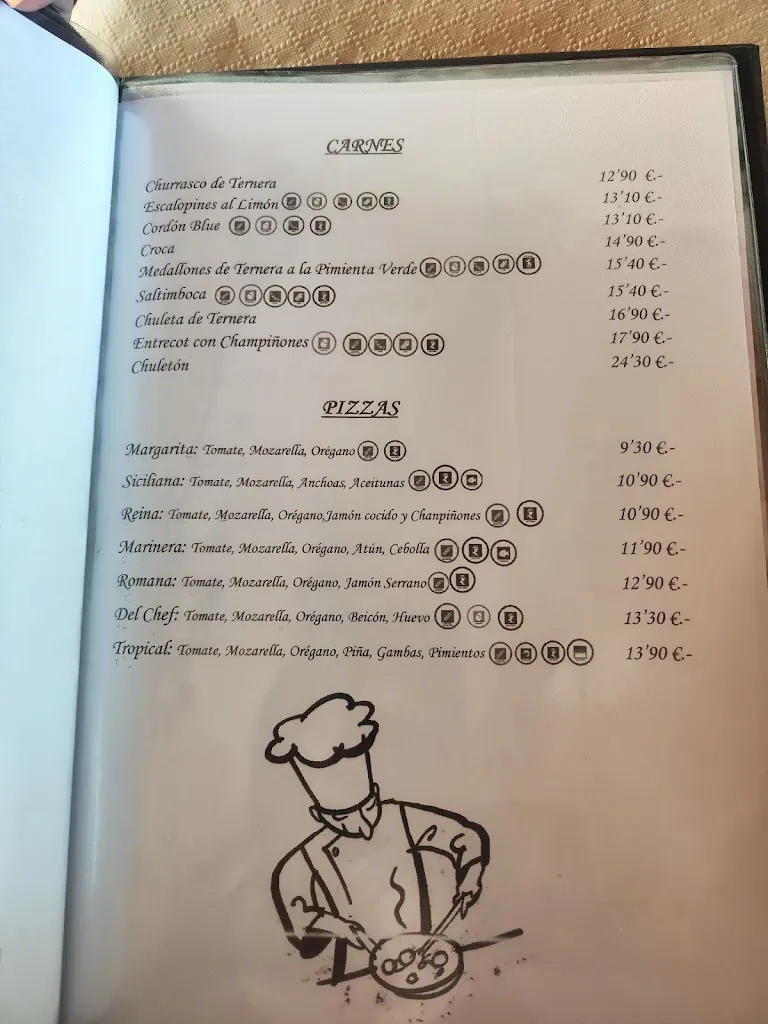 CARNES
Churrasco de Ternera 12'90 €.-
Escalopines al Limón 13'10 €.-
Cordón Blue 13'10 €.-
Croca 14'90 €.-
Medallones de Ternera a la Pimienta Verde 15'40 €.-
Saltimboca 15'40 €.-
Chuleta de Ternera 16'90 €.-
Entrecot con Champiñones 17'90 €.-
Chuletón 24'30 €.-
PIZZAS
Margarita: Tomate, Mozarella, Orégano 9'30 €.-
Siciliana: Tomate, Mozarella, Anchoas, Aceitunas 10'90 €.-
Reina: Tomate, Mozarella, Orégano,Jamón cocido y Chanpiñones 10'90 €.-
Marinera: Tomate, Mozarella, Orégano, Atún, Cebolla 11'90 €.-
Romana: Tomate, Mozarella, Orégano, Jamón Serrano 12'90 €.-
Del Chef: Tomate, Mozarella, Orégano, Beicón, Huevo 13'30 €.-
Tropical: Tomate, Mozarella, Orégano, Piña, Gambas, Pimientos 13'90 €.-